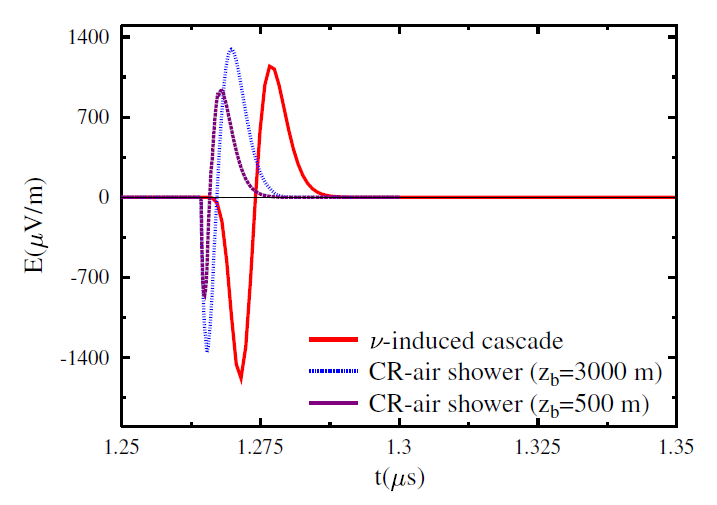 1400
700
0
-700
-1400
E(μV/m)
ν-induced cascade
CR-air shower (z_b=3000 m)
CR-air shower (z_b=500 m)
1.25 1.275 1.3 1.325 1.35
t(μs)